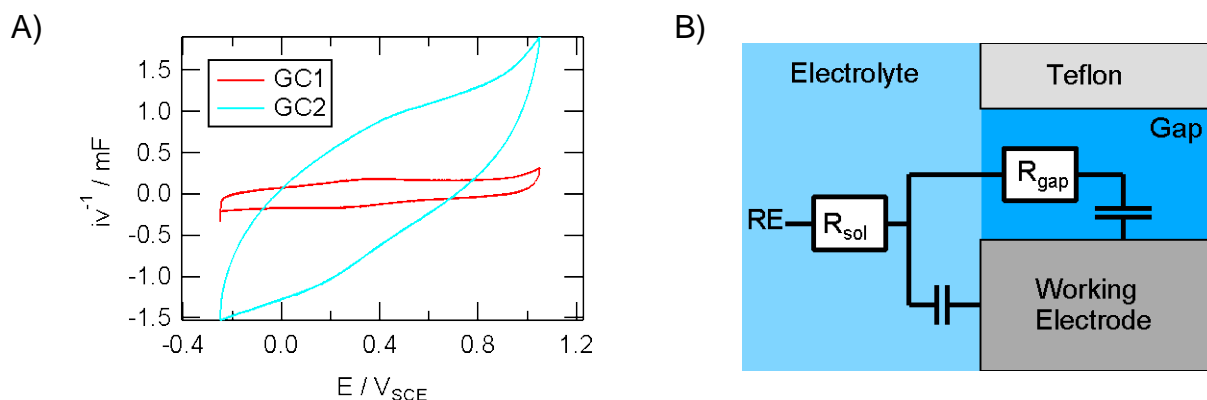 A)
1.5
1.0
0.5
0.0
-0.5
-1.0
-1.5
iv⁻¹ / mF
GC1
GC2
-0.4
0.0
0.4
0.8
1.2
E / V_SCE
B)
Electrolyte
Teflon
Gap
R_gap
RE
R_sol
Working
Electrode